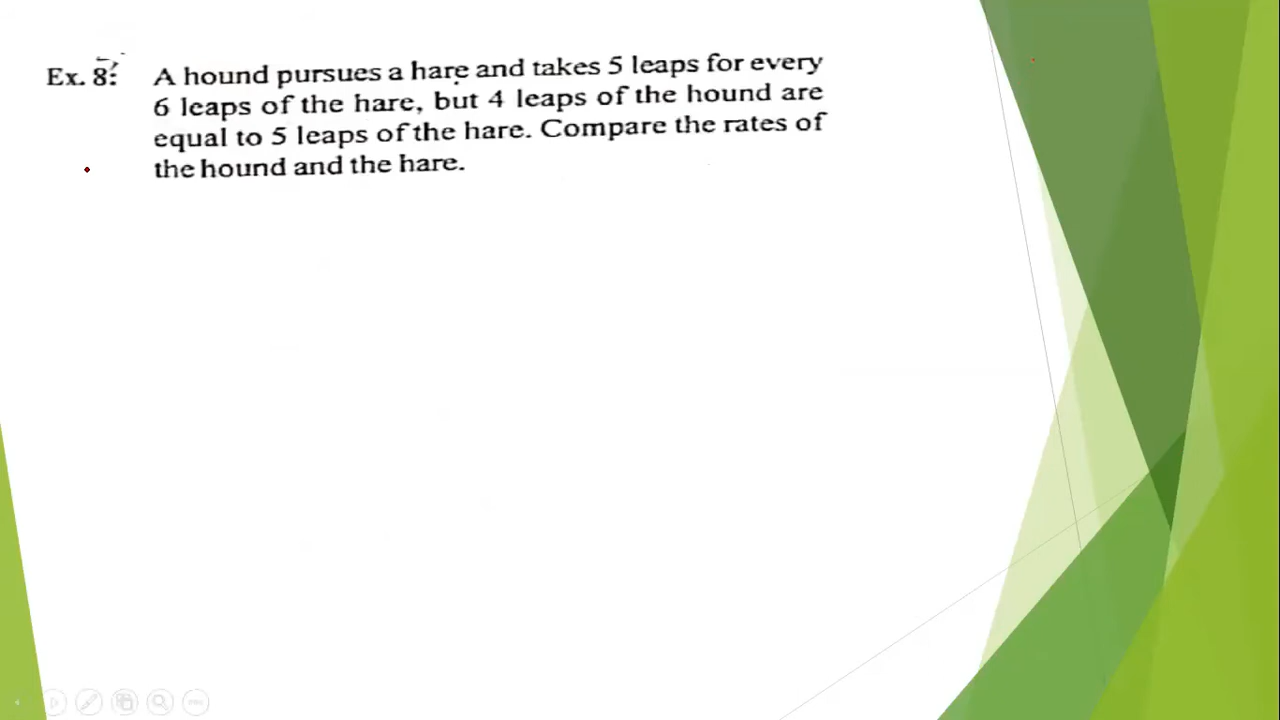 Ex. 8: A hound pursues a hare and takes 5 leaps for every
6 leaps of the hare, but 4 leaps of the hound are
equal to 5 leaps of the hare. Compare the rates of
the hound and the hare.